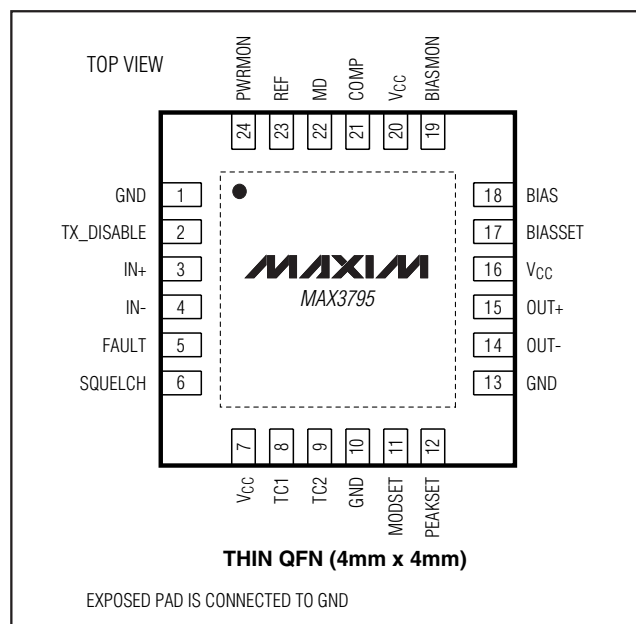 TOP VIEW
PWRMON
REF
MD
COMP
VCC
BIASMON
24
23
22
21
20
19
GND 1
TX_DISABLE 2
IN+ 3
IN- 4
FAULT 5
SQUELCH 6
18 BIAS
17 BIASSET
16 VCC
15 OUT+
14 OUT-
13 GND
MAXIM
MAX3795
7
8
9
10
11
12
VCC
TC1
TC2
GND
MODSET
PEAKSET
THIN QFN (4mm x 4mm)
EXPOSED PAD IS CONNECTED TO GND